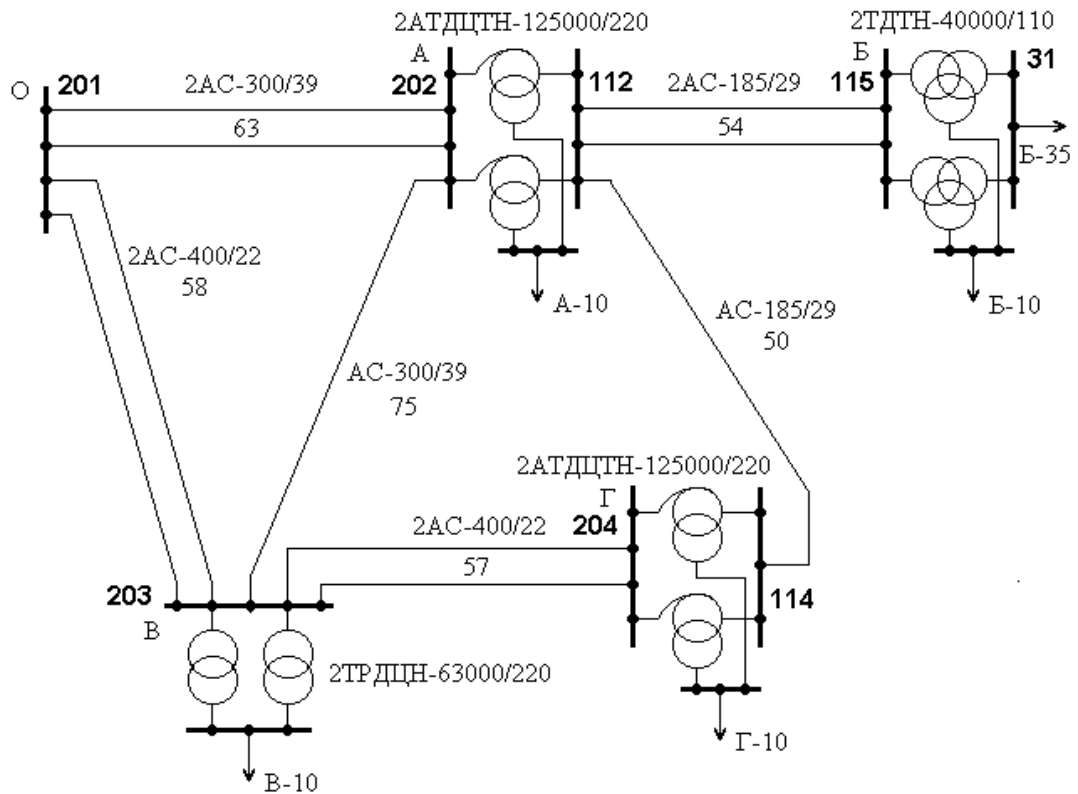 2АТДЦТН-125000/220
2ТДТН-40000/110
А
Б
31
О
201
2АС-300/39
202
112
2АС-185/29
115
63
54
Б-35
2АС-400/22
58
А-10
Б-10
АС-185/29
50
АС-300/39
75
2АТДЦТН-125000/220
Г
2АС-400/22
204
57
203
114
В
2ТРДЦН-63000/220
Г-10
В-10